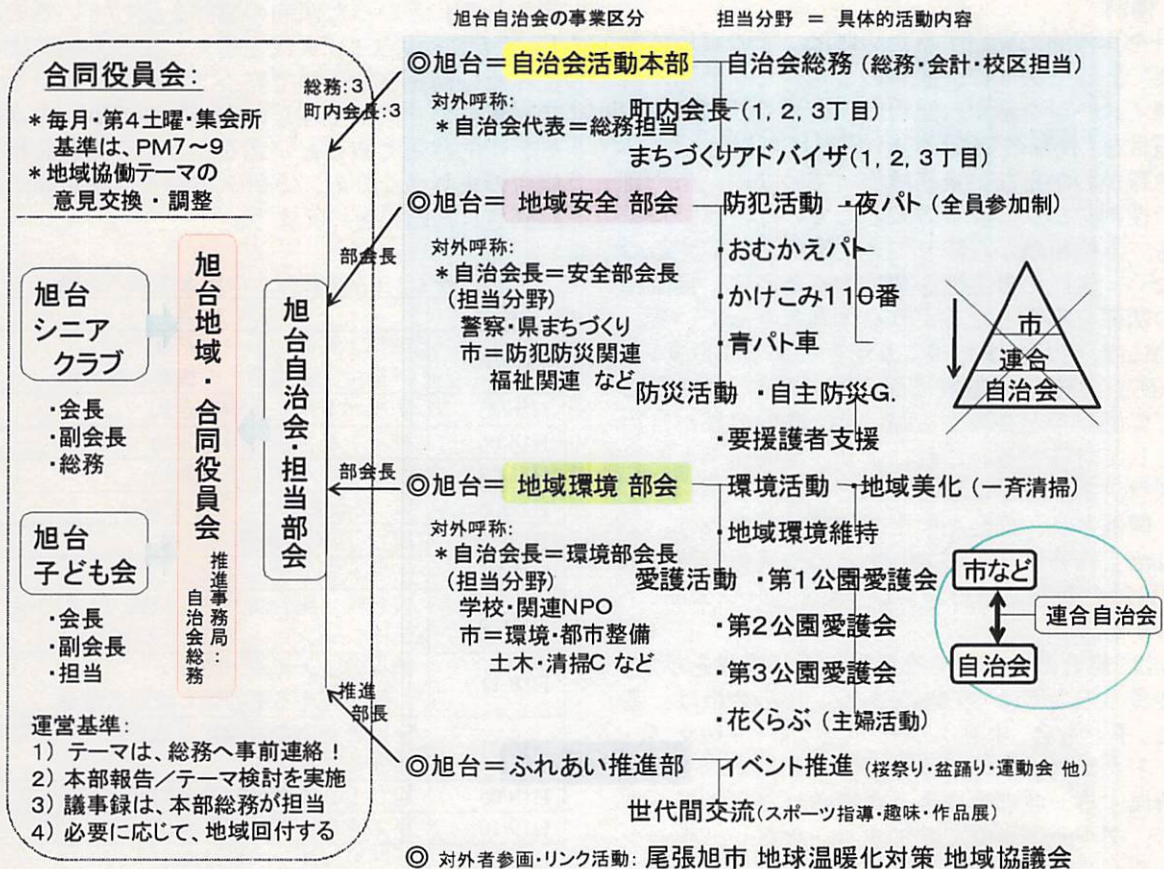 旭台自治会の事業区分
担当分野 = 具体的活動内容
合同役員会:
＊毎月・第4土曜・集会所
基準は、PM7～9
＊地域協働テーマの
意見交換・調整
旭台
シニア
クラブ
・会長
・副会長
・総務
旭台
子ども会
・会長
・副会長
・担当
旭台地域・合同役員会
推進事務局:
自治会総務
旭台自治会・担当部会
運営基準:
1) テーマは、総務へ事前連絡！
2) 本部報告／テーマ検討を実施
3) 議事録は、本部総務が担当
4) 必要に応じて、地域回付する
総務:3
町内会長:3
部会長
部会長
推進
部長
◎旭台＝ 自治会活動本部
対外呼称:
＊自治会代表＝総務担当
自治会総務 (総務・会計・校区担当)
町内会長 (1, 2, 3丁目)
まちづくりアドバイザ(1, 2, 3丁目)
◎旭台＝ 地域安全 部会
対外呼称:
＊自治会長＝安全部会長
(担当分野)
警察・県まちづくり
市＝防犯防災関連
福祉関連 など
防犯活動 ・夜パト (全員参加制)
・おむかえパト
・かけこみ110番
・青パト車
防災活動 ・自主防災G.
・要援護者支援
市
連合
自治会
◎旭台＝ 地域環境 部会
対外呼称:
＊自治会長＝環境部会長
(担当分野)
学校・関連NPO
市＝環境・都市整備
土木・清掃C など
環境活動 ・地域美化 (一斉清掃)
・地域環境維持
愛護活動 ・第1公園愛護会
・第2公園愛護会
・第3公園愛護会
・花くらぶ (主婦活動)
市など
自治会
連合自治会
◎旭台＝ ふれあい推進部
イベント推進 (桜祭り・盆踊り・運動会 他)
世代間交流(スポーツ指導・趣味・作品展)
◎ 対外者参画・リンク活動: 尾張旭市 地球温暖化対策 地域協議会